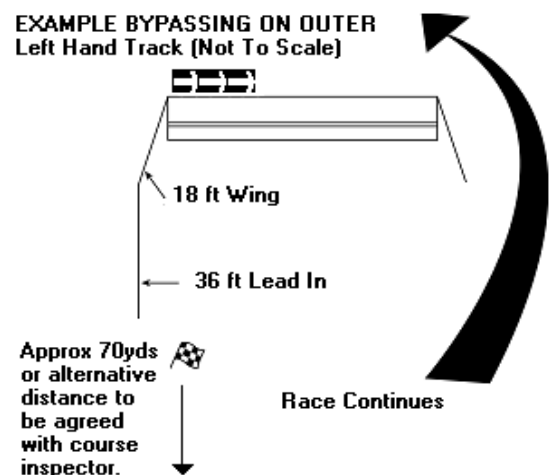 EXAMPLE BYPASSING ON OUTER
Left Hand Track (Not To Scale)
18 ft Wing
36 ft Lead In
Approx 70yds
or alternative
distance to
be agreed
with course
inspector.
Race Continues